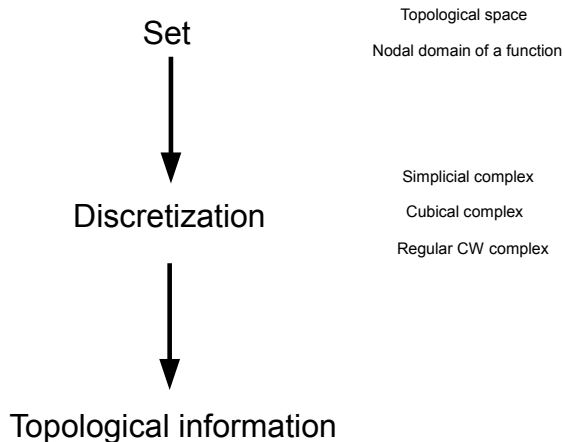 Set
Topological space
Nodal domain of a function
Discretization
Simplicial complex
Cubical complex
Regular CW complex
Topological information